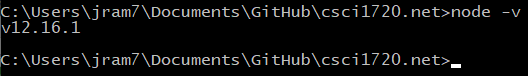 C:\Users\jram7\Documents\GitHub\csci1720.net>node -v
v12.16.1
C:\Users\jram7\Documents\GitHub\csci1720.net>